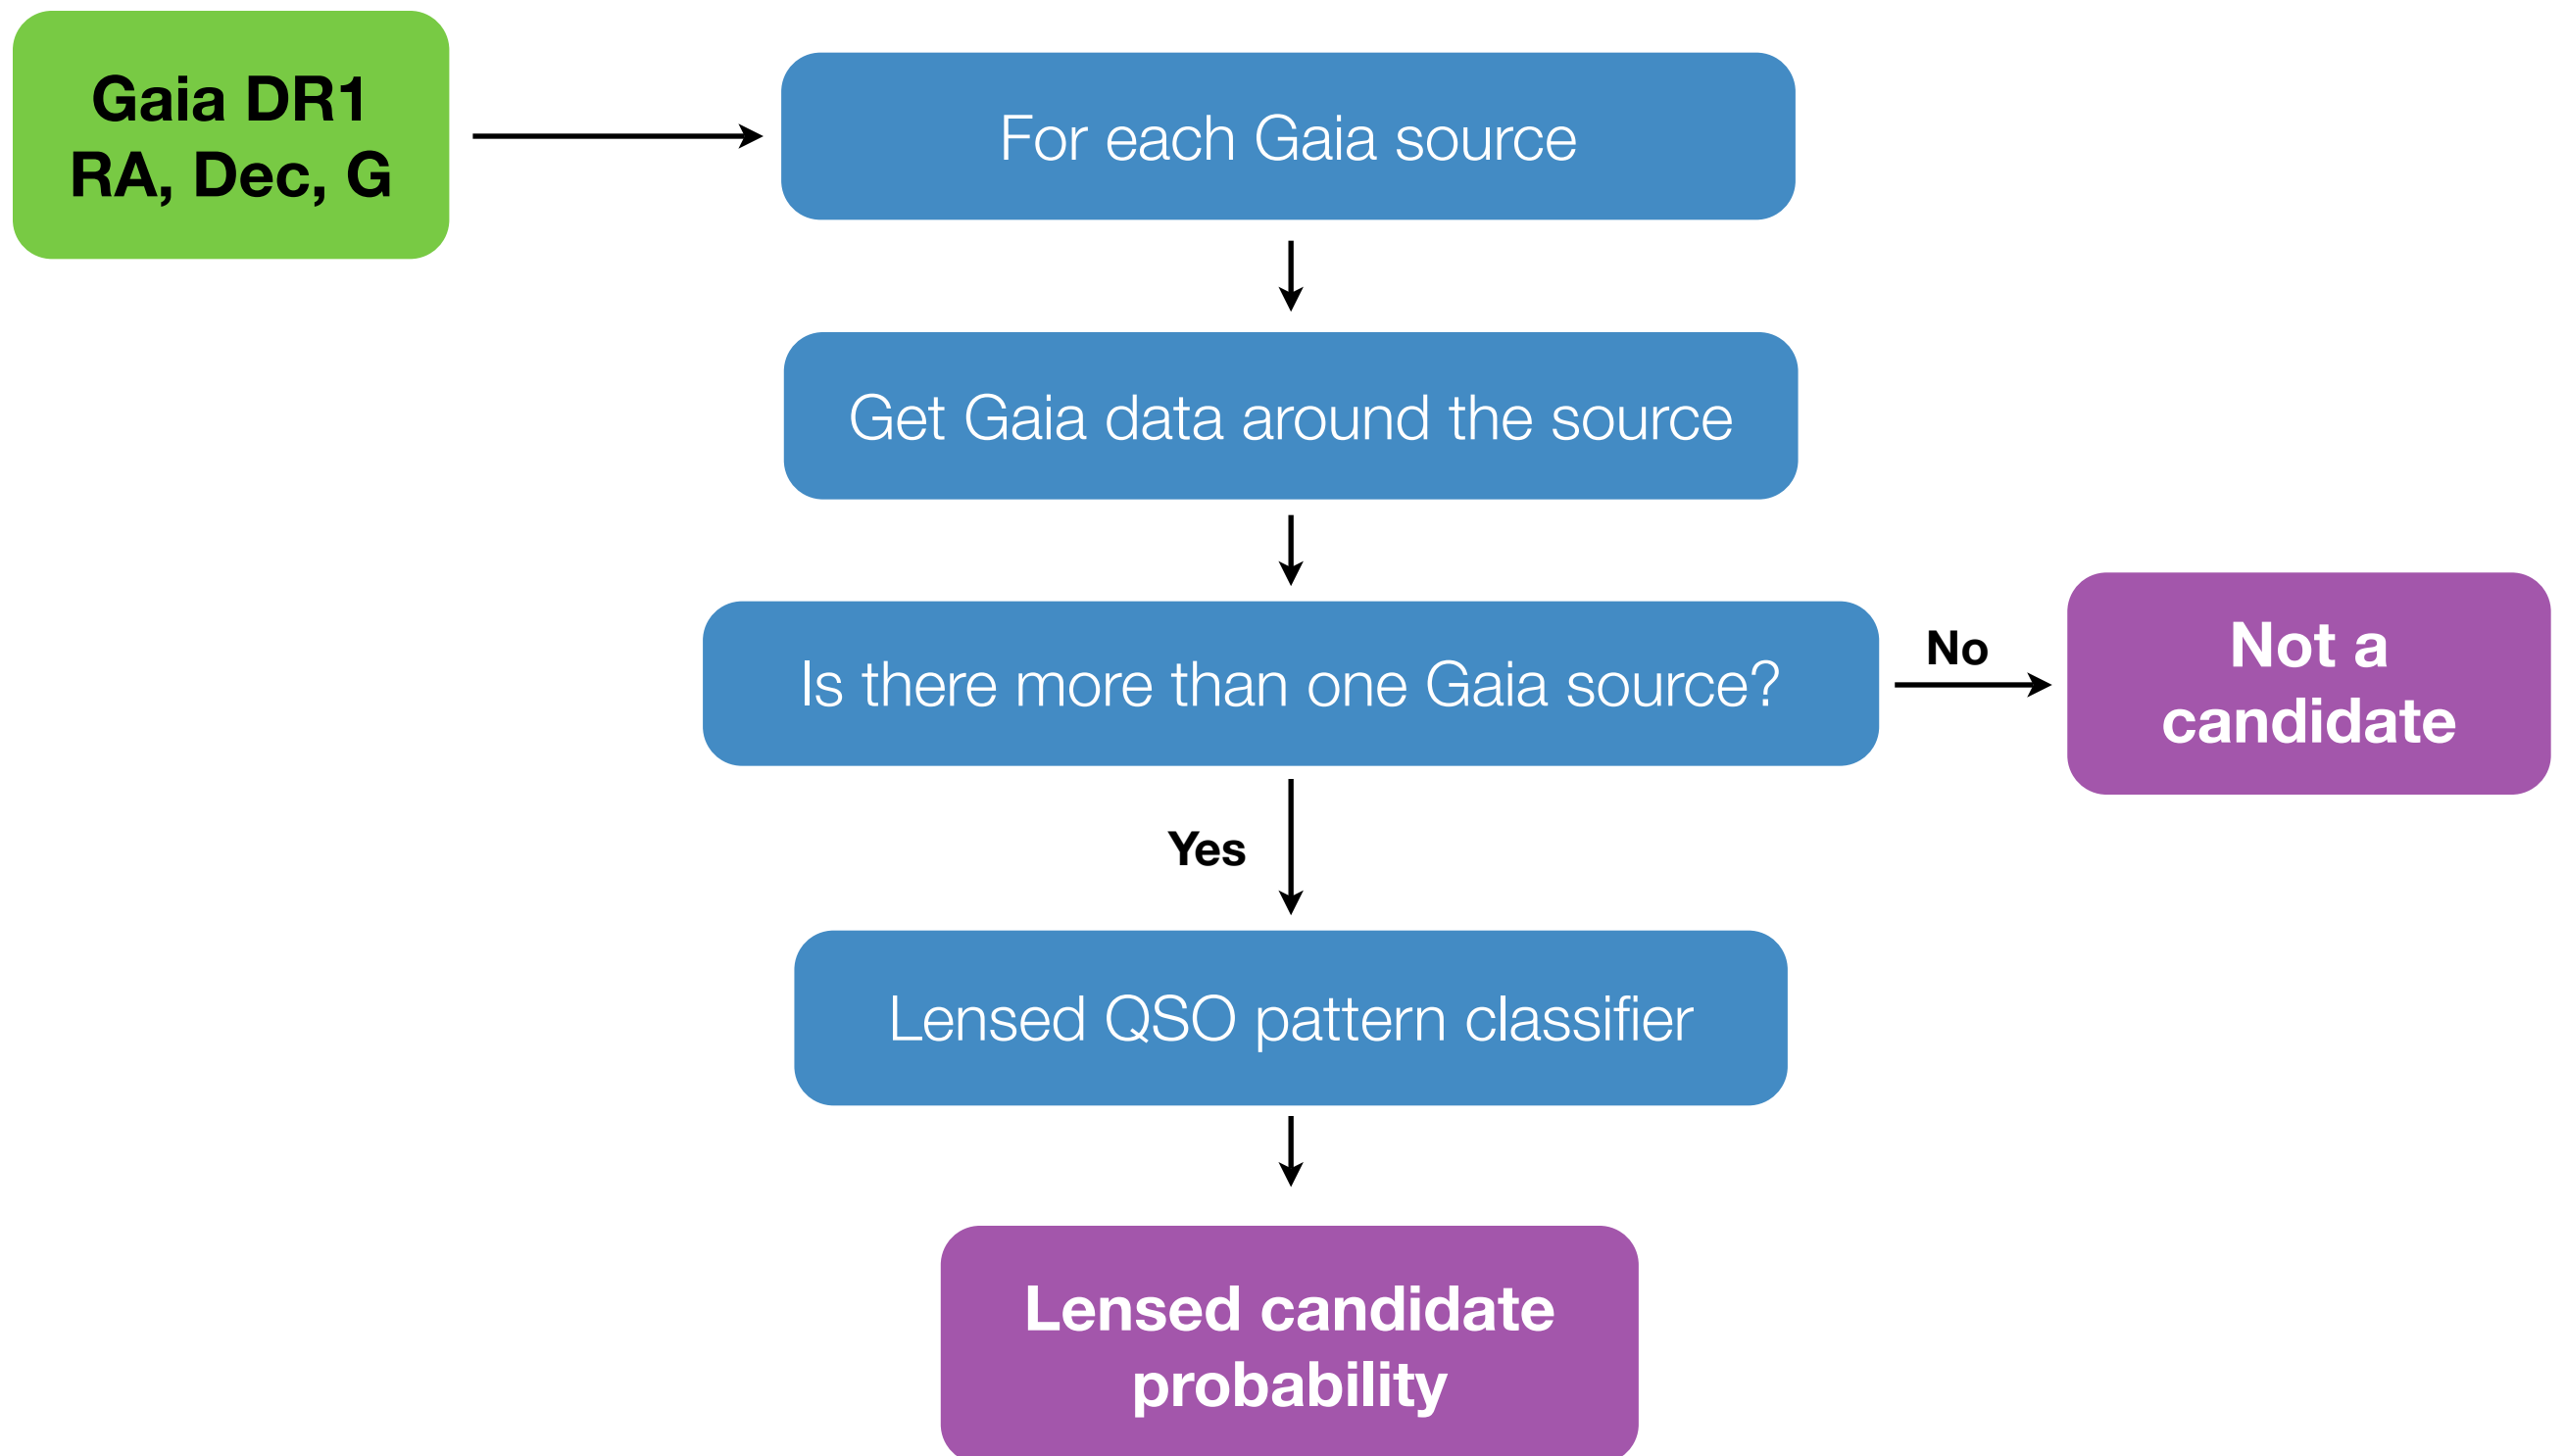 Gaia DR1
RA, Dec, G
For each Gaia source
Get Gaia data around the source
Is there more than one Gaia source?
No
Not a
candidate
Yes
Lensed QSO pattern classifier
Lensed candidate
probability